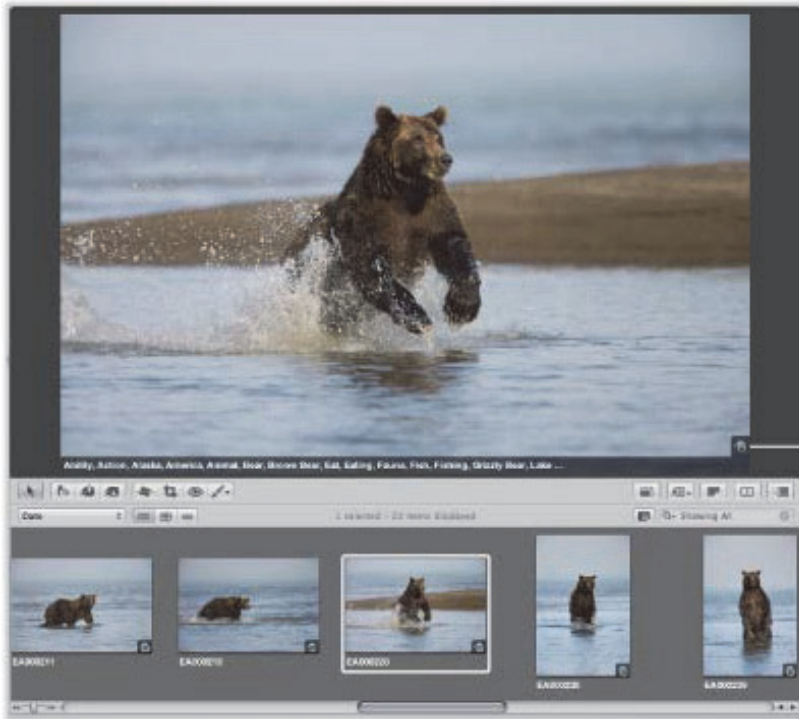 Ability, Action, Alaska, America, Animal, Bear, Brown Bear, Eat, Eating, Fauna, Fish, Fishing, Grizzly Bear, Lake ...
Date
1 selected - 22 items displayed
Showing All
EA000211
EA000220